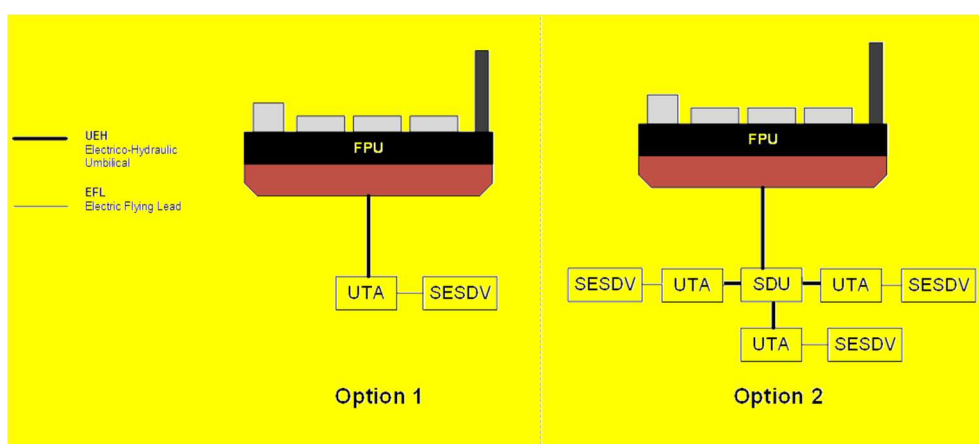 UEH
Electrico-Hydraulic
Umbilical
EFL
Electric Flying Lead
FPU
UTA
SESDV
Option 1
FPU
SESDV
UTA
SDU
UTA
SESDV
UTA
SESDV
Option 2